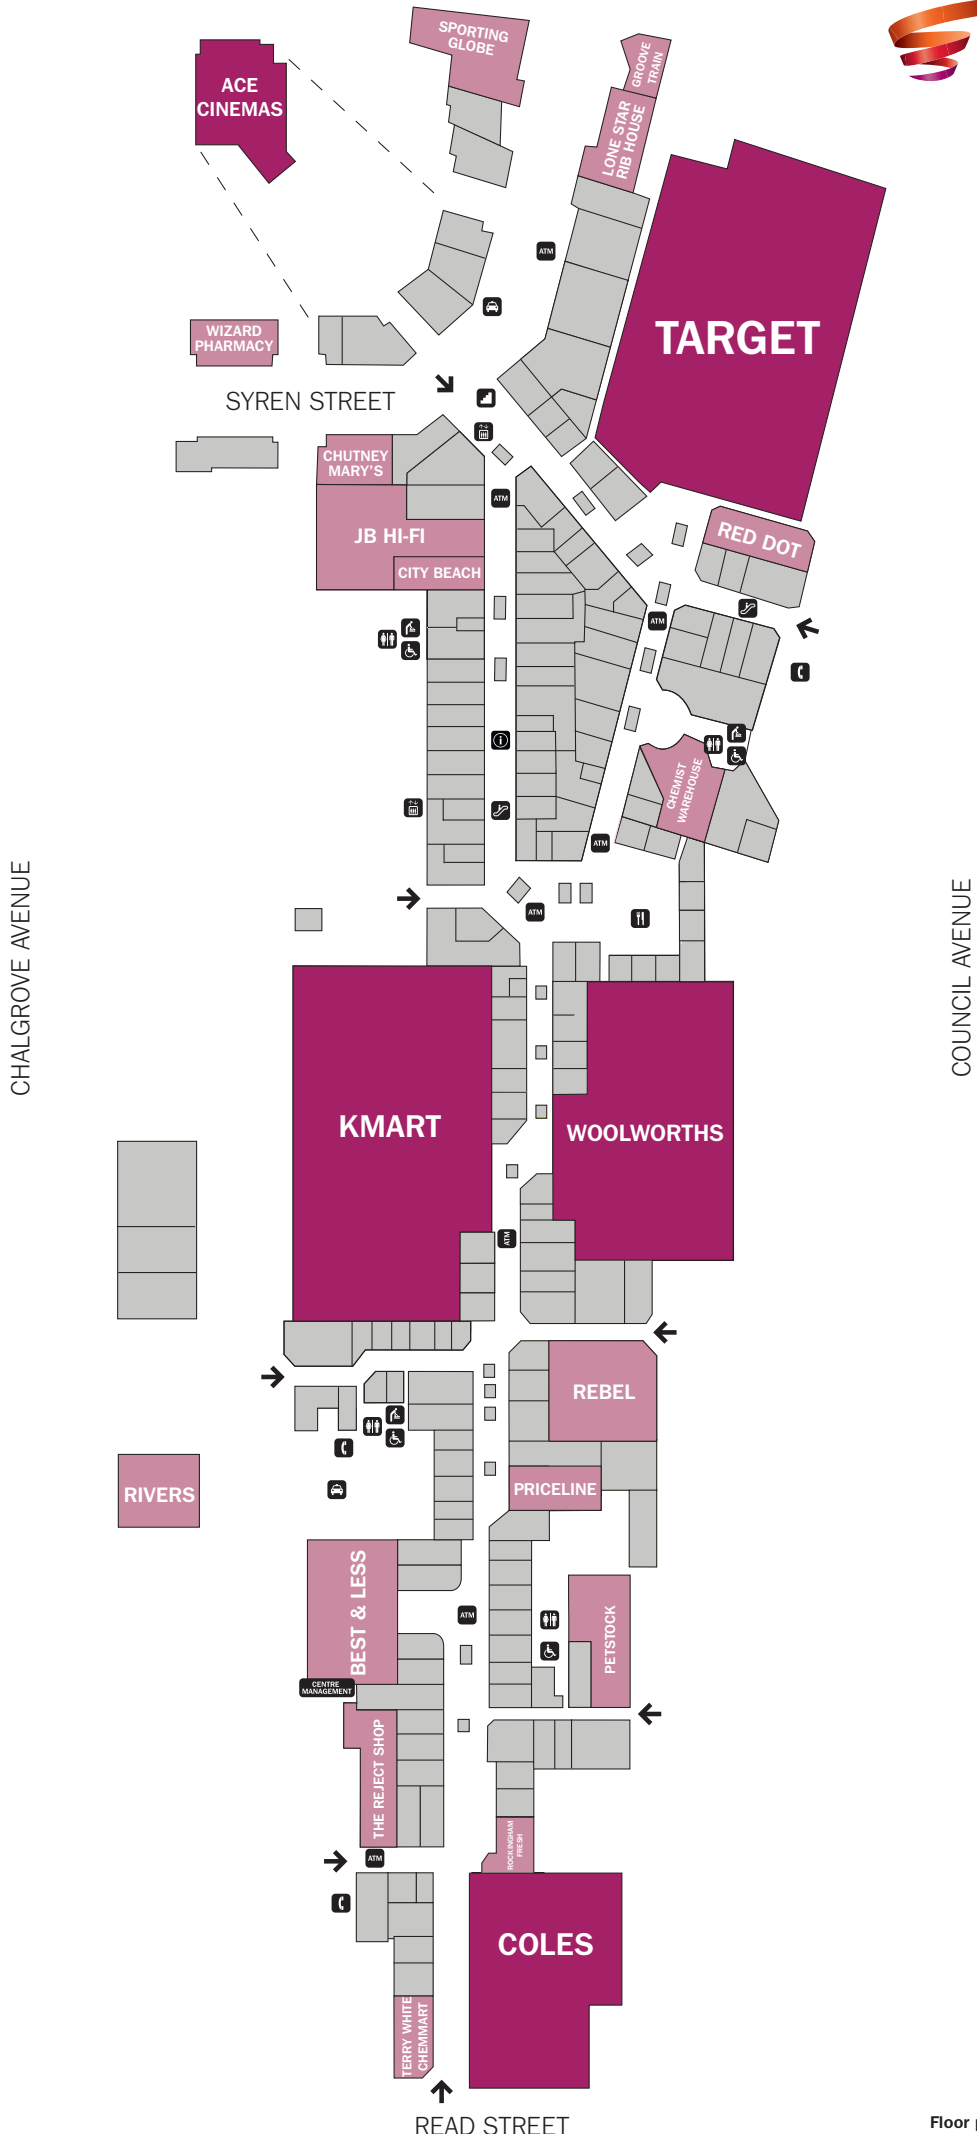 SPORTING
GLOBE
GROOVE
TRAIN
ACE
CINEMAS
LONE STAR
RIB HOUSE
ATM
TARGET
WIZARD
PHARMACY
SYREN STREET
CHUTNEY
MARY'S
ATM
JB HI-FI
RED DOT
CITY BEACH
ATM
CHEMIST
WAREHOUSE
ATM
CHALGROVE AVENUE
COUNCIL AVENUE
ATM
KMART
WOOLWORTHS
ATM
REBEL
PRICELINE
RIVERS
BEST & LESS
ATM
PETSTOCK
CENTRE
MANAGEMENT
THE REJECT SHOP
ROCKINGHAM
FRESH
ATM
COLES
TERRY WHITE
CHEMMART
READ STREET
Floor p